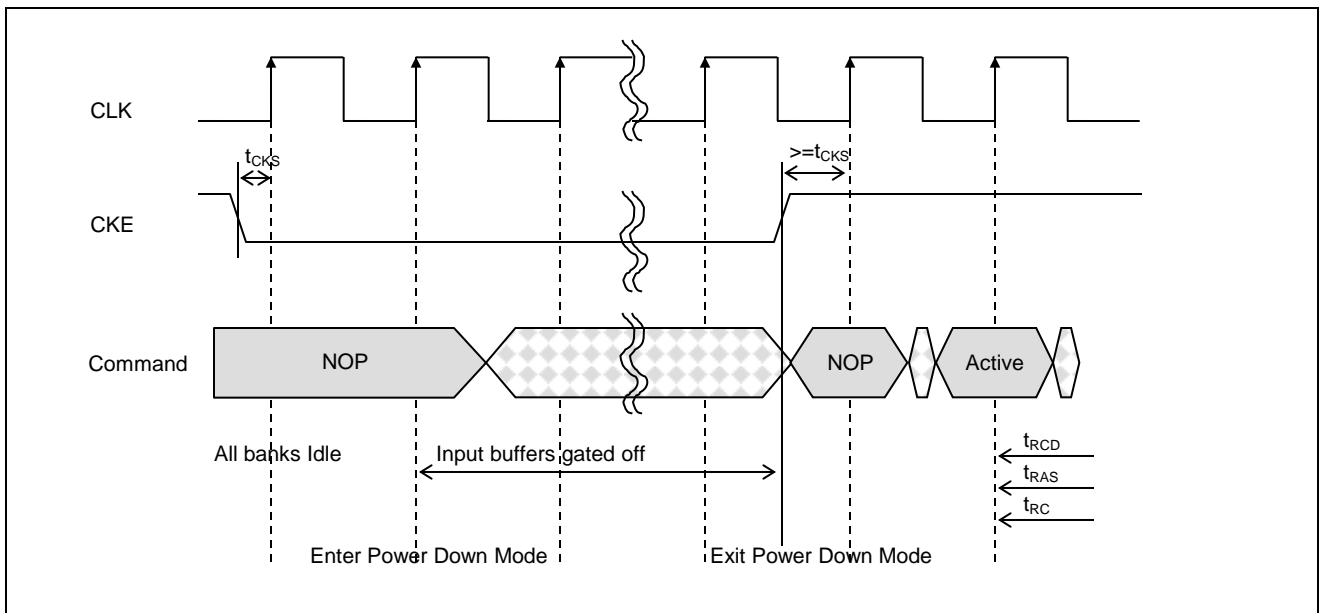 CLK
tCKS >=tCKS
CKE
Command NOP NOP Active
All banks Idle Input buffers gated off tRCD
tRAS
tRC
Enter Power Down Mode Exit Power Down Mode